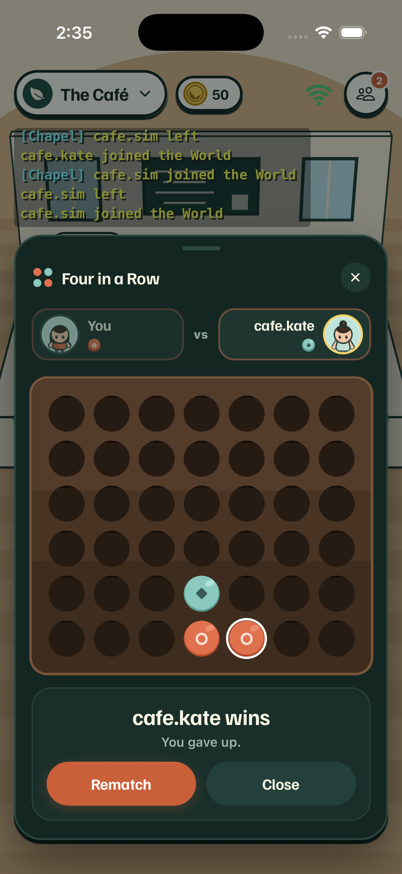 2:35
The Café
50
2
[Chapel] cafe.sim left
cafe.kate joined the World
[Chapel] cafe.sim joined the World
cafe.sim left
cafe.sim joined the World
Four in a Row
You
vs
cafe.kate
cafe.kate wins
You gave up.
Rematch
Close